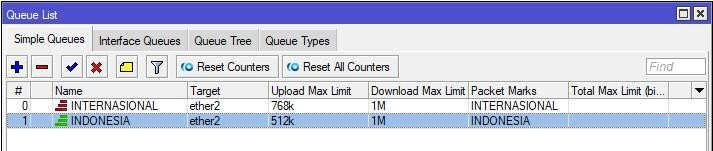 Queue List
Simple Queues Interface Queues Queue Tree Queue Types
Reset Counters Reset All Counters Find
# Name Target Upload Max Limit Download Max Limit Packet Marks Total Max Limit (bi...
0 INTERNASIONAL ether2 768k 1M INTERNASIONAL
1 INDONESIA ether2 512k 1M INDONESIA